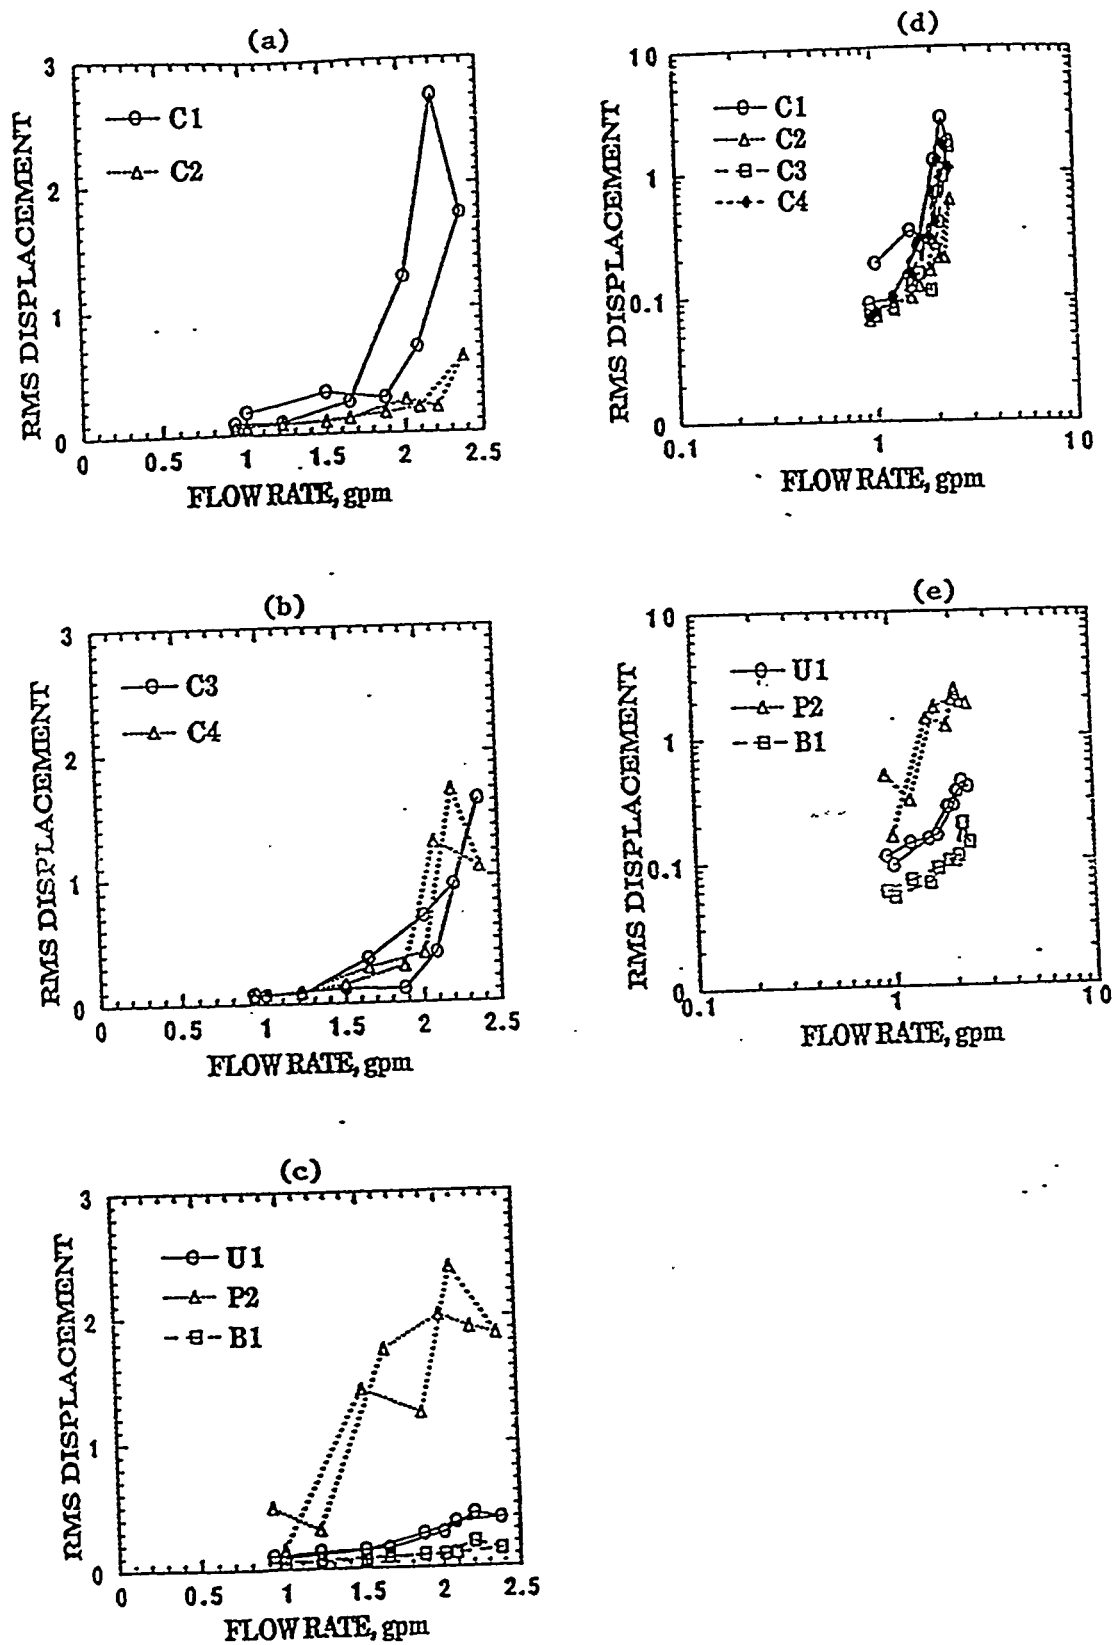 (a)
RMS DISPLACEMENT
3
2
1
0
C1
C2
0 0.5 1 1.5 2 2.5
FLOW RATE, gpm
(b)
RMS DISPLACEMENT
3
2
1
0
C3
C4
0 0.5 1 1.5 2 2.5
FLOW RATE, gpm
(c)
RMS DISPLACEMENT
3
2
1
0
U1
P2
B1
0 0.5 1 1.5 2 2.5
FLOW RATE, gpm
(d)
RMS DISPLACEMENT
10
1
0.1
0
C1
C2
C3
C4
0.1 1 10
FLOW RATE, gpm
(e)
RMS DISPLACEMENT
10
1
0.1
0
U1
P2
B1
0.1 1 10
FLOW RATE, gpm